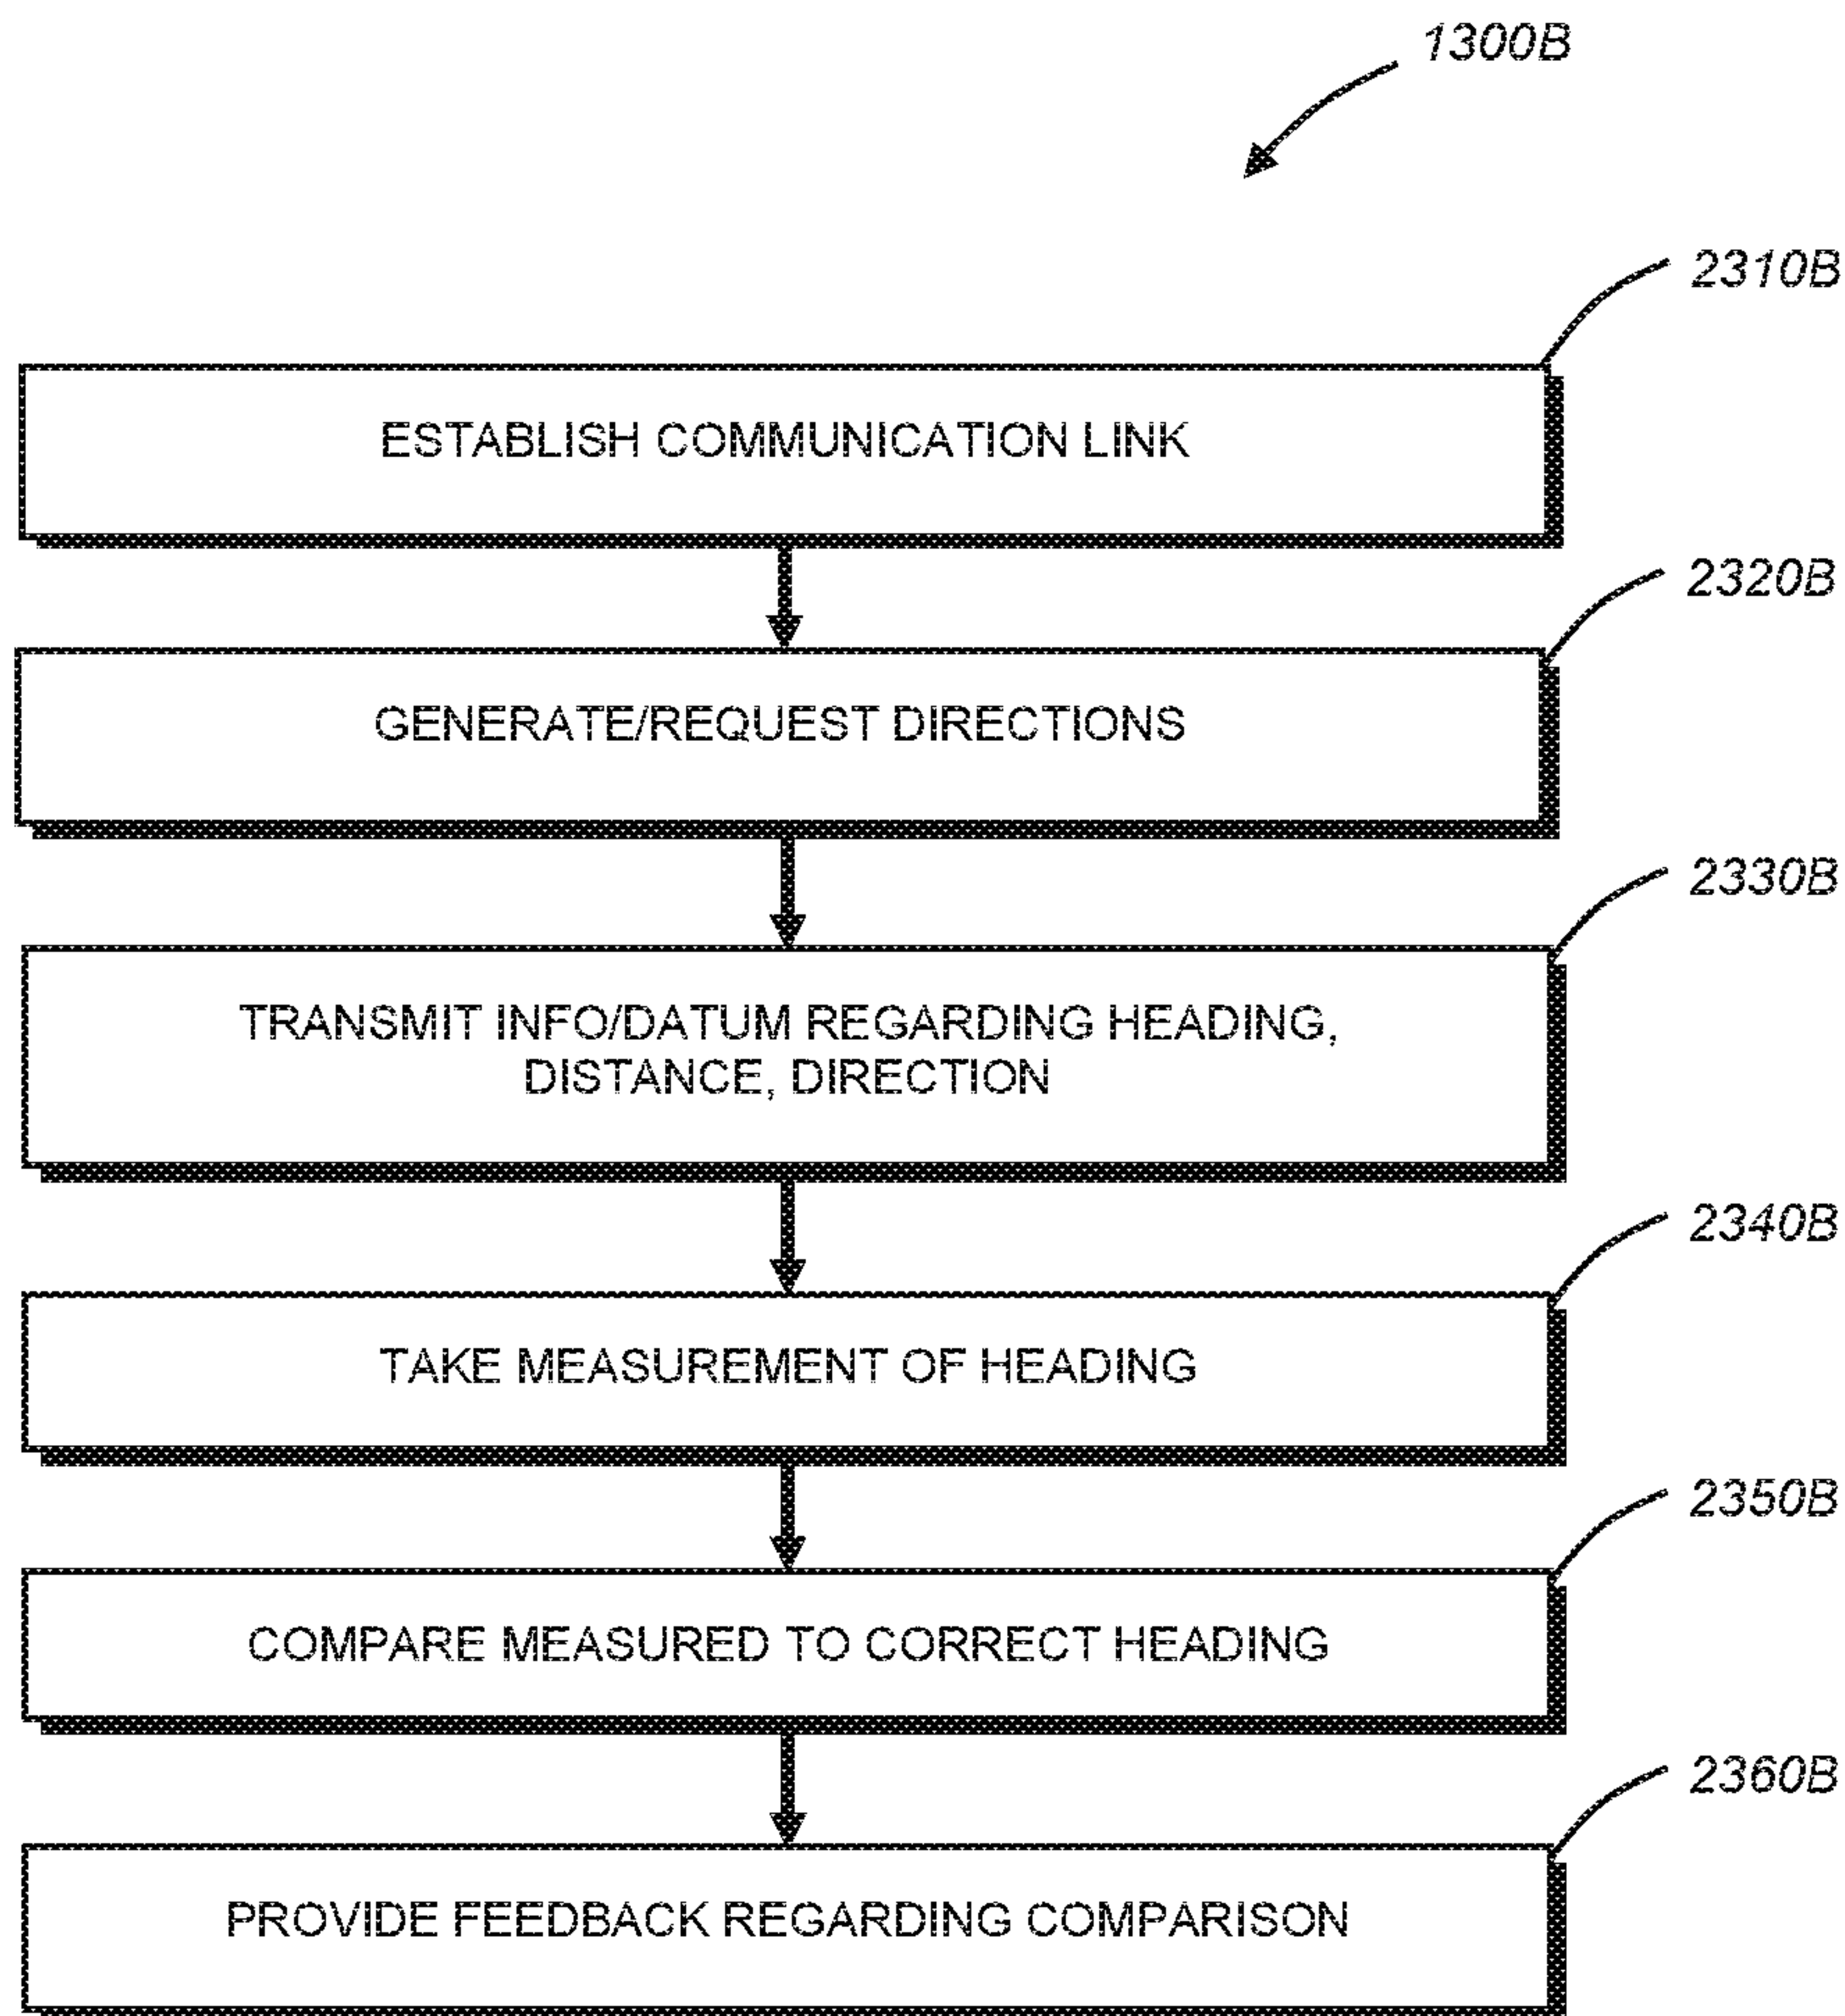 1300B
2310B
ESTABLISH COMMUNICATION LINK
2320B
GENERATE/REQUEST DIRECTIONS
2330B
TRANSMIT INFO/DATUM REGARDING HEADING,
DISTANCE, DIRECTION
2340B
TAKE MEASUREMENT OF HEADING
2350B
COMPARE MEASURED TO CORRECT HEADING
2360B
PROVIDE FEEDBACK REGARDING COMPARISON